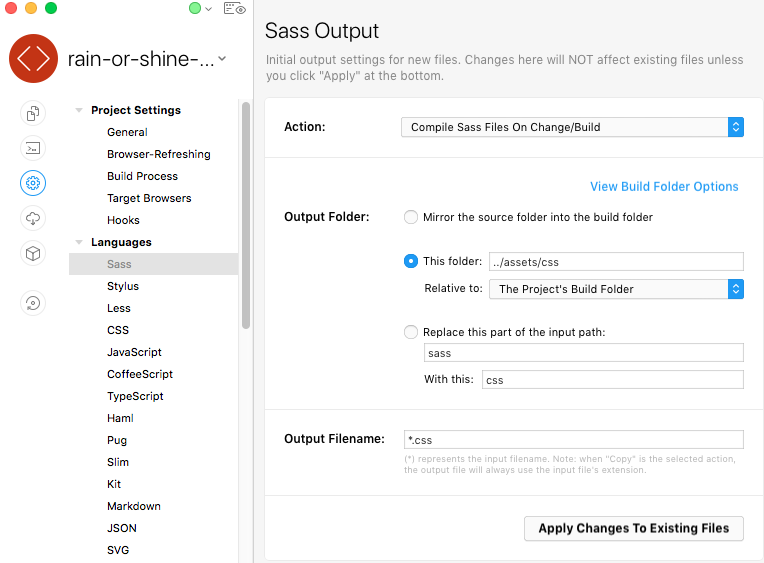 rain-or-shine-...
Project Settings
General
Browser-Refreshing
Build Process
Target Browsers
Hooks
Languages
Sass
Stylus
Less
CSS
JavaScript
CoffeeScript
TypeScript
Haml
Pug
Slim
Kit
Markdown
JSON
SVG
Sass Output
Initial output settings for new files. Changes here will NOT affect existing files unless
you click "Apply" at the bottom.
Action: Compile Sass Files On Change/Build
View Build Folder Options
Output Folder: Mirror the source folder into the build folder
This folder: ../assets/css
Relative to: The Project's Build Folder
Replace this part of the input path:
sass
With this: css
Output Filename: *.css
(*) represents the input filename. Note: when "Copy" is the selected action,
the output file will always use the input file's extension.
Apply Changes To Existing Files